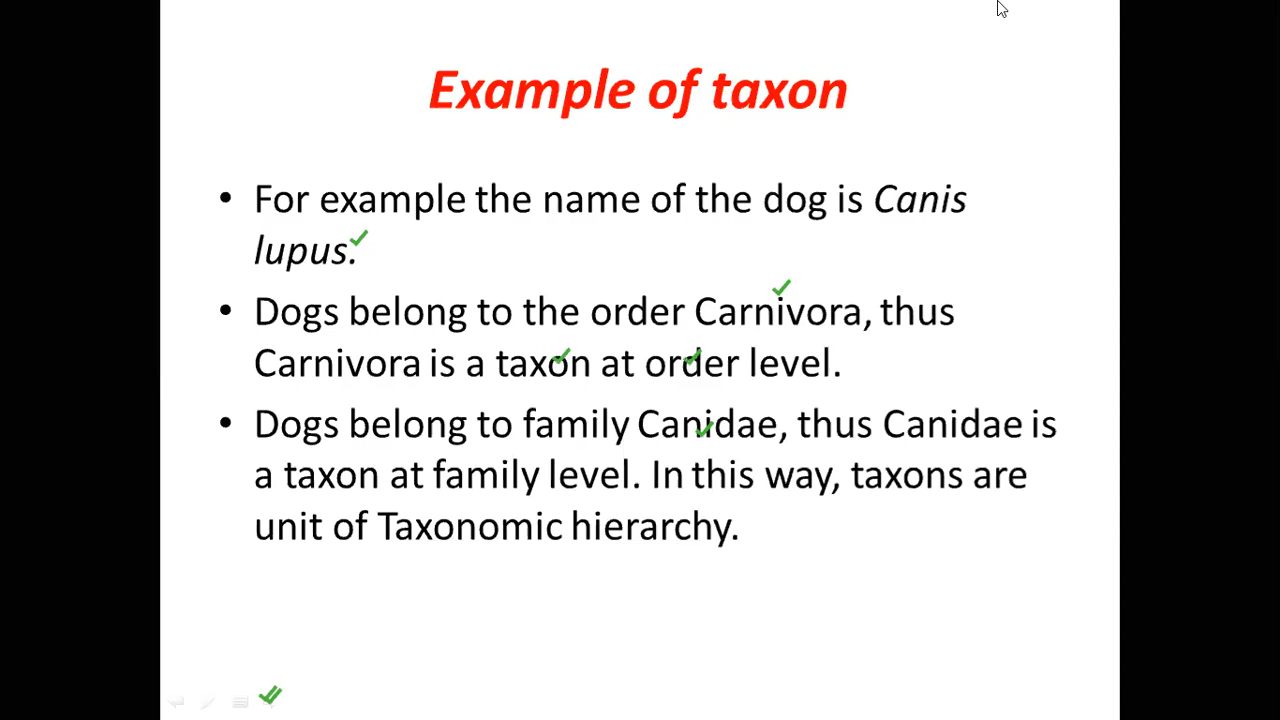 Example of taxon
• For example the name of the dog is Canis
lupus.
• Dogs belong to the order Carnivora, thus
Carnivora is a taxon at order level.
• Dogs belong to family Canidae, thus Canidae is
a taxon at family level. In this way, taxons are
unit of Taxonomic hierarchy.